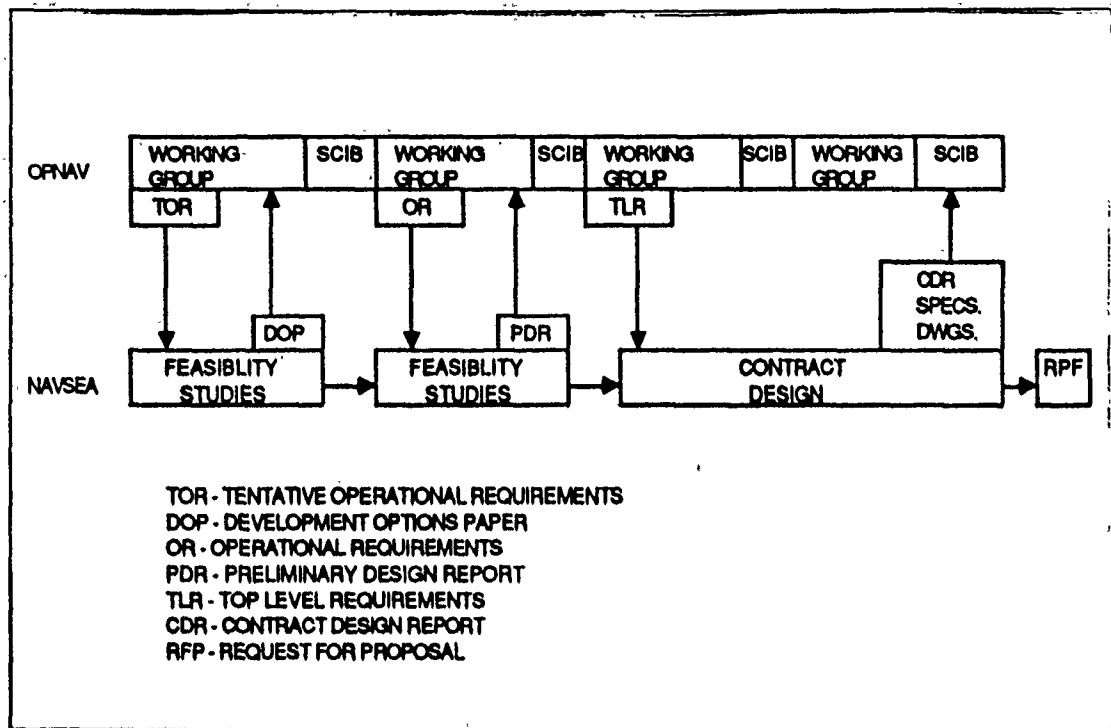 OPNAV
WORKING GROUP
SCIB
WORKING GROUP
SCIB
WORKING GROUP
SCIB
WORKING GROUP
SCIB
TOR
OR
TLR
CDR
SPECS.
DWGS.
DOP
PDR
NAVSEA
FEASIBLITY
STUDIES
FEASIBLITY
STUDIES
CONTRACT
DESIGN
RPF
TOR - TENTATIVE OPERATIONAL REQUIREMENTS
DOP - DEVELOPMENT OPTIONS PAPER
OR - OPERATIONAL REQUIREMENTS
PDR - PRELIMINARY DESIGN REPORT
TLR - TOP LEVEL REQUIREMENTS
CDR - CONTRACT DESIGN REPORT
RFP - REQUEST FOR PROPOSAL